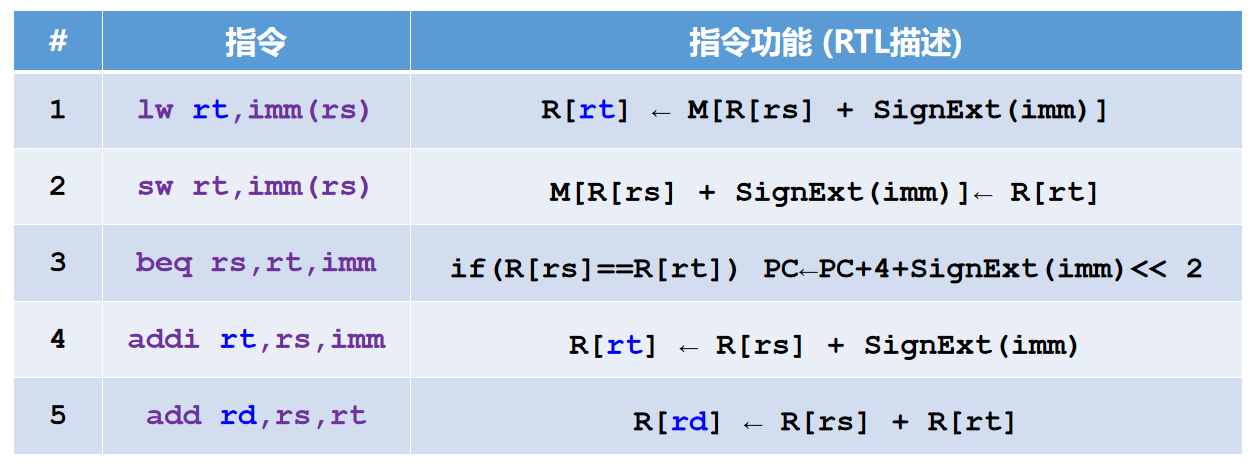 # 指令 指令功能 (RTL描述)
1 lw rt,imm(rs) R[rt] ← M[R[rs] + SignExt(imm)]
2 sw rt,imm(rs) M[R[rs] + SignExt(imm)]← R[rt]
3 beq rs,rt,imm if(R[rs]==R[rt]) PC←PC+4+SignExt(imm)<< 2
4 addi rt,rs,imm R[rt] ← R[rs] + SignExt(imm)
5 add rd,rs,rt R[rd] ← R[rs] + R[rt]